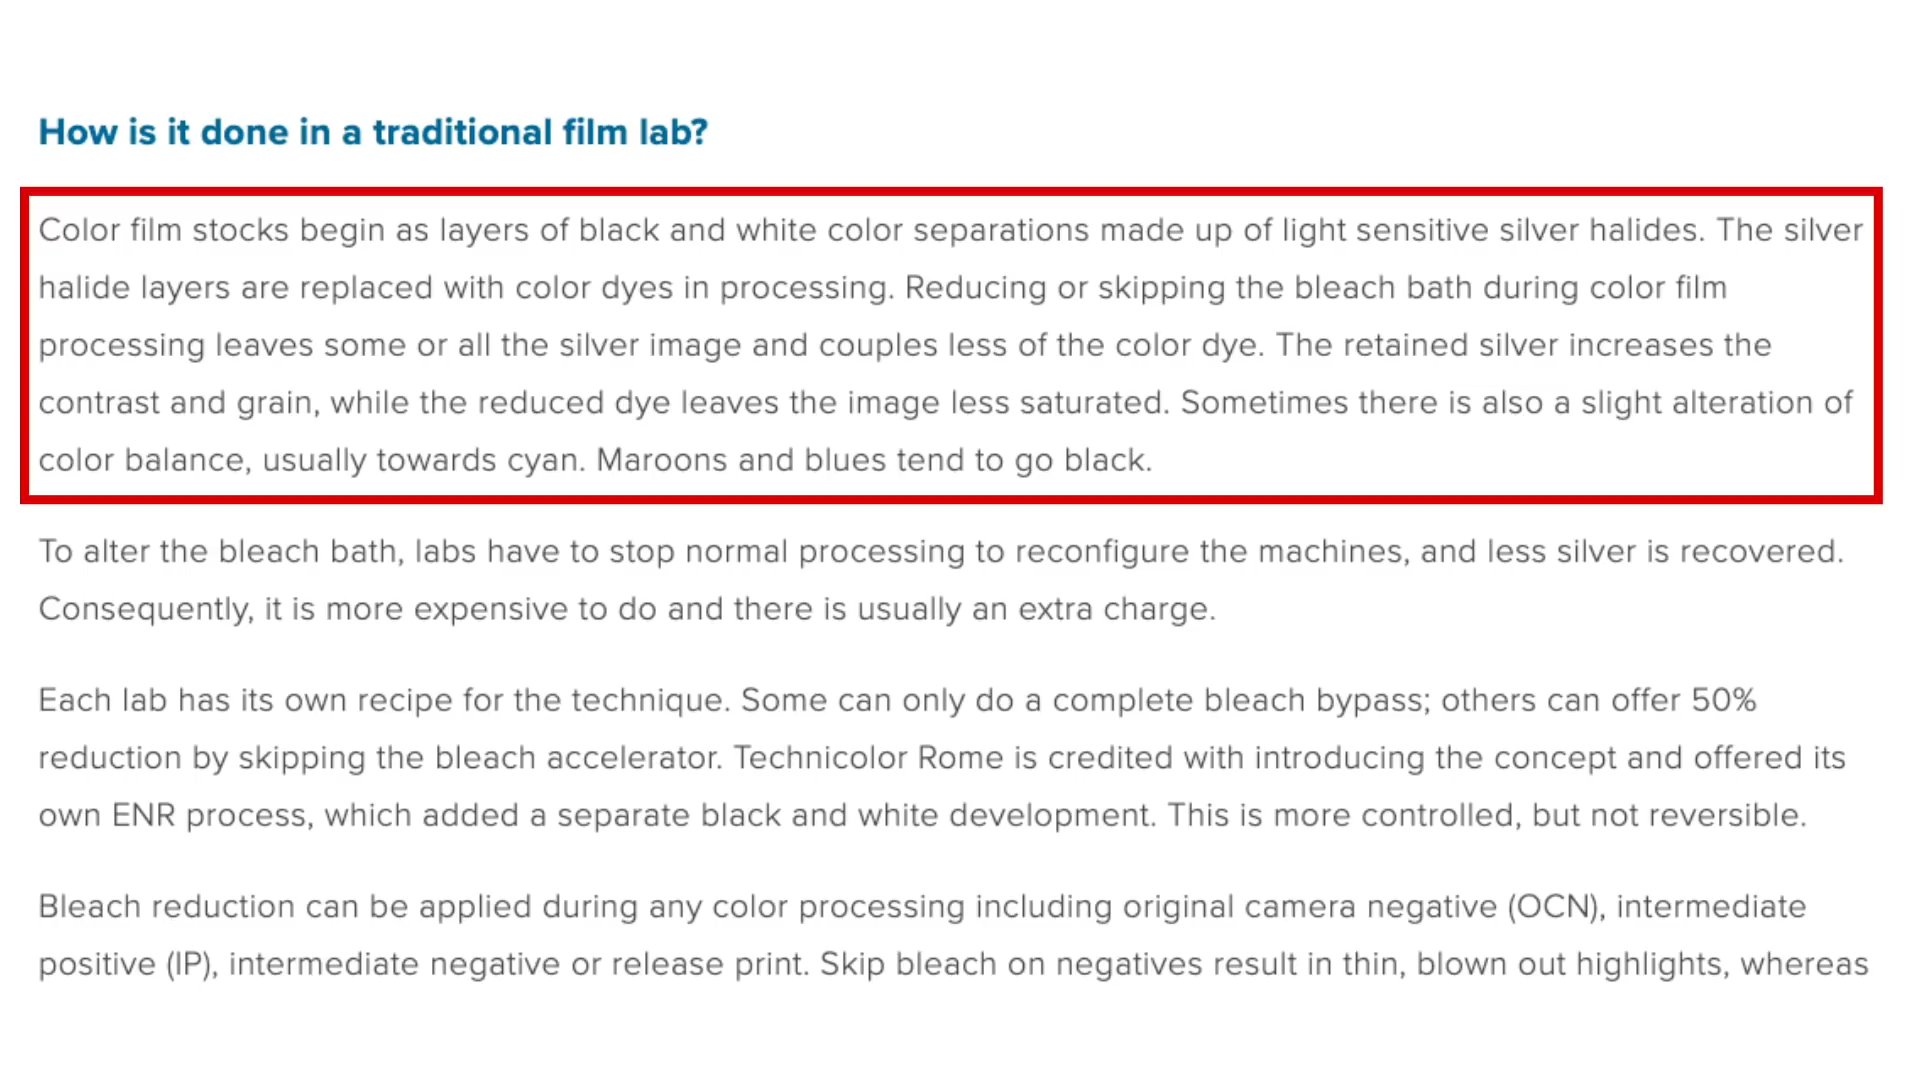 How is it done in a traditional film lab?
Color film stocks begin as layers of black and white color separations made up of light sensitive silver halides. The silver
halide layers are replaced with color dyes in processing. Reducing or skipping the bleach bath during color film
processing leaves some or all the silver image and couples less of the color dye. The retained silver increases the
contrast and grain, while the reduced dye leaves the image less saturated. Sometimes there is also a slight alteration of
color balance, usually towards cyan. Maroons and blues tend to go black.
To alter the bleach bath, labs have to stop normal processing to reconfigure the machines, and less silver is recovered.
Consequently, it is more expensive to do and there is usually an extra charge.
Each lab has its own recipe for the technique. Some can only do a complete bleach bypass; others can offer 50%
reduction by skipping the bleach accelerator. Technicolor Rome is credited with introducing the concept and offered its
own ENR process, which added a separate black and white development. This is more controlled, but not reversible.
Bleach reduction can be applied during any color processing including original camera negative (OCN), intermediate
positive (IP), intermediate negative or release print. Skip bleach on negatives result in thin, blown out highlights, whereas